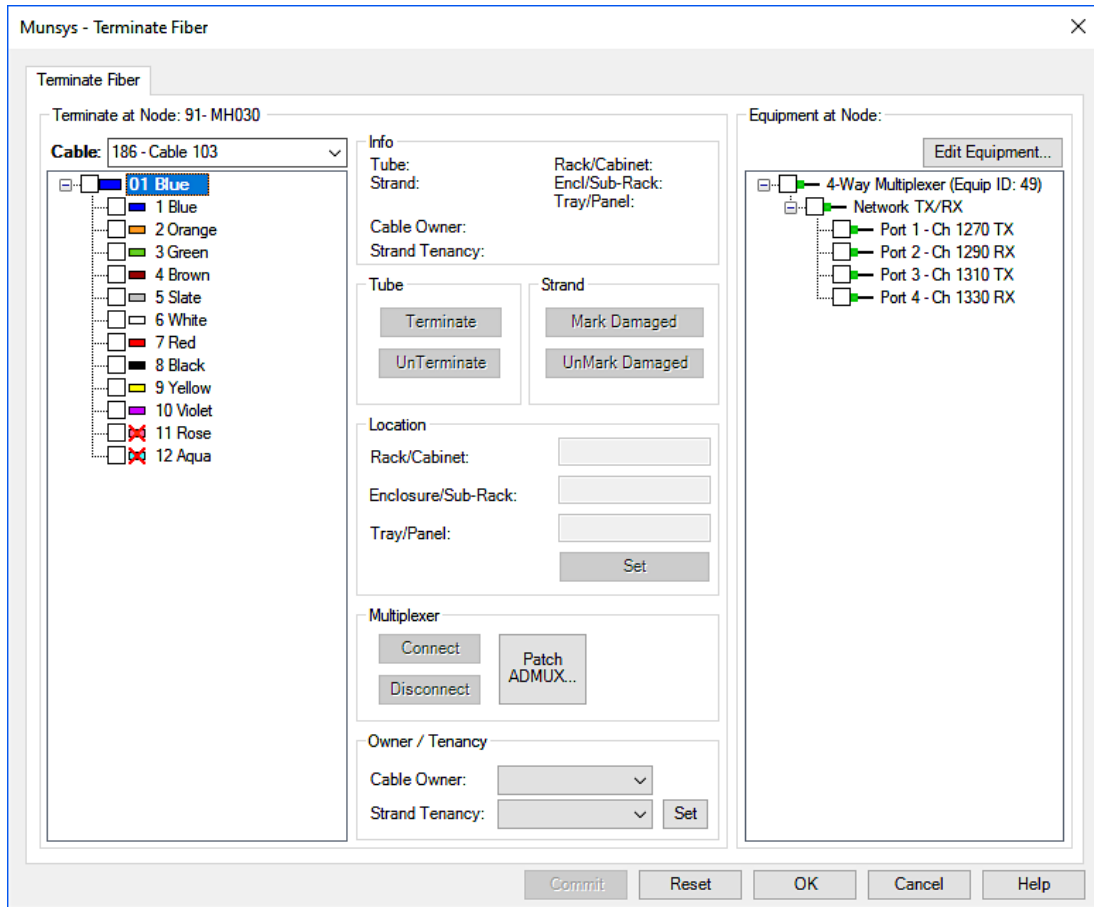 Munsys - Terminate Fiber
Terminate Fiber
Terminate at Node: 91- MH030
Cable: 186 - Cable 103
01 Blue
1 Blue
2 Orange
3 Green
4 Brown
5 Slate
6 White
7 Red
8 Black
9 Yellow
10 Violet
11 Rose
12 Aqua
Info
Tube: Rack/Cabinet:
Strand: Encl/Sub-Rack:
Tray/Panel:
Cable Owner:
Strand Tenancy:
Tube
Terminate
UnTerminate
Strand
Mark Damaged
UnMark Damaged
Location
Rack/Cabinet:
Enclosure/Sub-Rack:
Tray/Panel:
Set
Multiplexer
Connect
Disconnect
Patch
ADMUX...
Owner / Tenancy
Cable Owner:
Strand Tenancy: Set
Equipment at Node:
Edit Equipment...
4-Way Multiplexer (Equip ID: 49)
Network TX/RX
Port 1 - Ch 1270 TX
Port 2 - Ch 1290 RX
Port 3 - Ch 1310 TX
Port 4 - Ch 1330 RX
Commit Reset OK Cancel Help